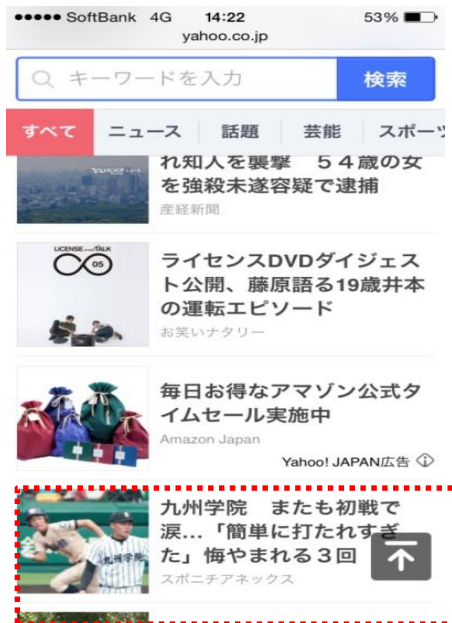 SoftBank 4G 14:22 53%
yahoo.co.jp
キーワードを入力 検索
すべて ニュース 話題 芸能 スポーツ
れ知人を襲撃　５４歳の女
を強殺未遂容疑で逮捕
産経新聞
LICENSE and TALK
05
ライセンスDVDダイジェス
ト公開、藤原語る19歳井本
の運転エピソード
お笑いナタリー
毎日お得なアマゾン公式タ
イムセール実施中
Amazon Japan
Yahoo! JAPAN広告
九州学院　またも初戦で
涙…「簡単に打たれすぎ
た」悔やまれる３回
スポニチアネックス
九州学院